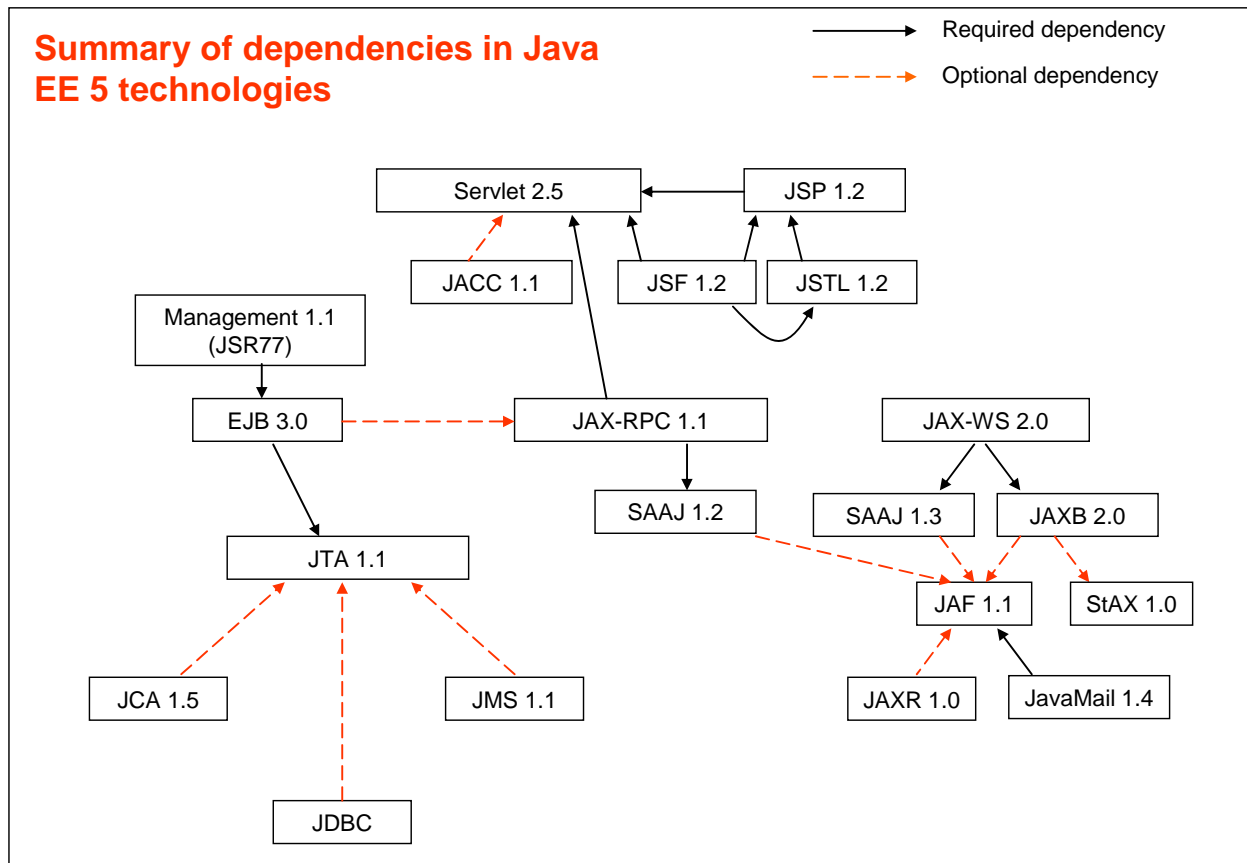 Summary of dependencies in Java
EE 5 technologies
Required dependency
Optional dependency
Servlet 2.5
JSP 1.2
JACC 1.1
JSF 1.2
JSTL 1.2
Management 1.1
(JSR77)
EJB 3.0
JAX-RPC 1.1
JAX-WS 2.0
SAAJ 1.2
SAAJ 1.3
JAXB 2.0
JTA 1.1
JAF 1.1
StAX 1.0
JCA 1.5
JMS 1.1
JAXR 1.0
JavaMail 1.4
JDBC